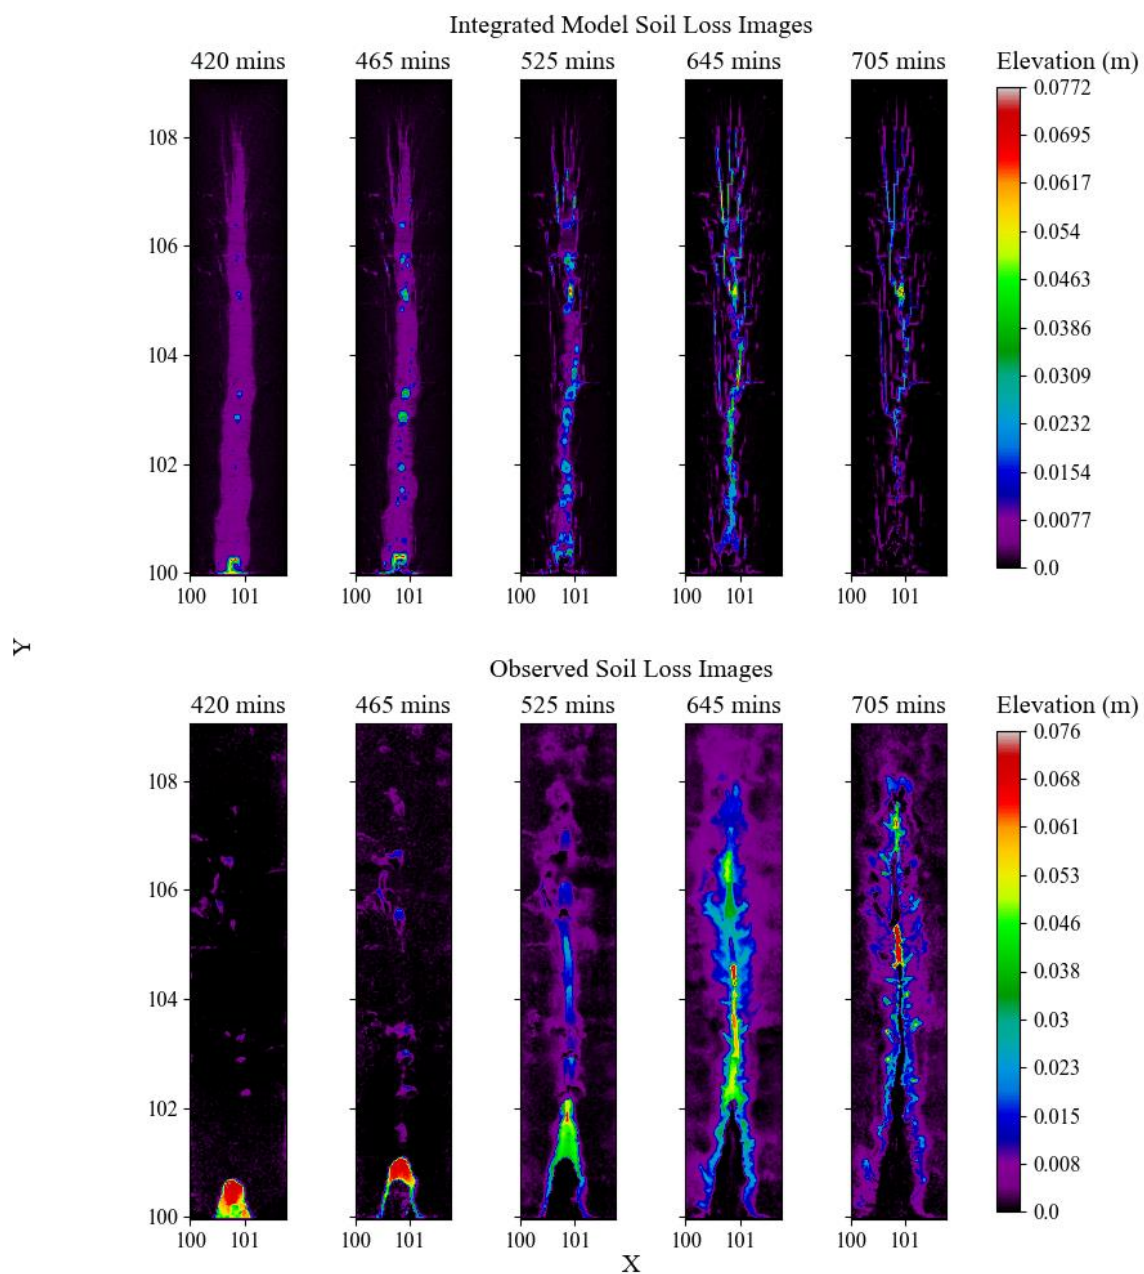 Integrated Model Soil Loss Images
420 mins 465 mins 525 mins 645 mins 705 mins Elevation (m)
0.0772
108 0.0695
0.0617
106 0.054
0.0463
104 0.0386
0.0309
102 0.0232
0.0154
0.0077
100 0.0
100 101 100 101 100 101 100 101 100 101
Y
Observed Soil Loss Images
420 mins 465 mins 525 mins 645 mins 705 mins Elevation (m)
0.076
108 0.068
0.061
106 0.053
0.046
104 0.038
0.03
102 0.023
0.015
0.008
100 0.0
100 101 100 101 100 101 100 101 100 101
X